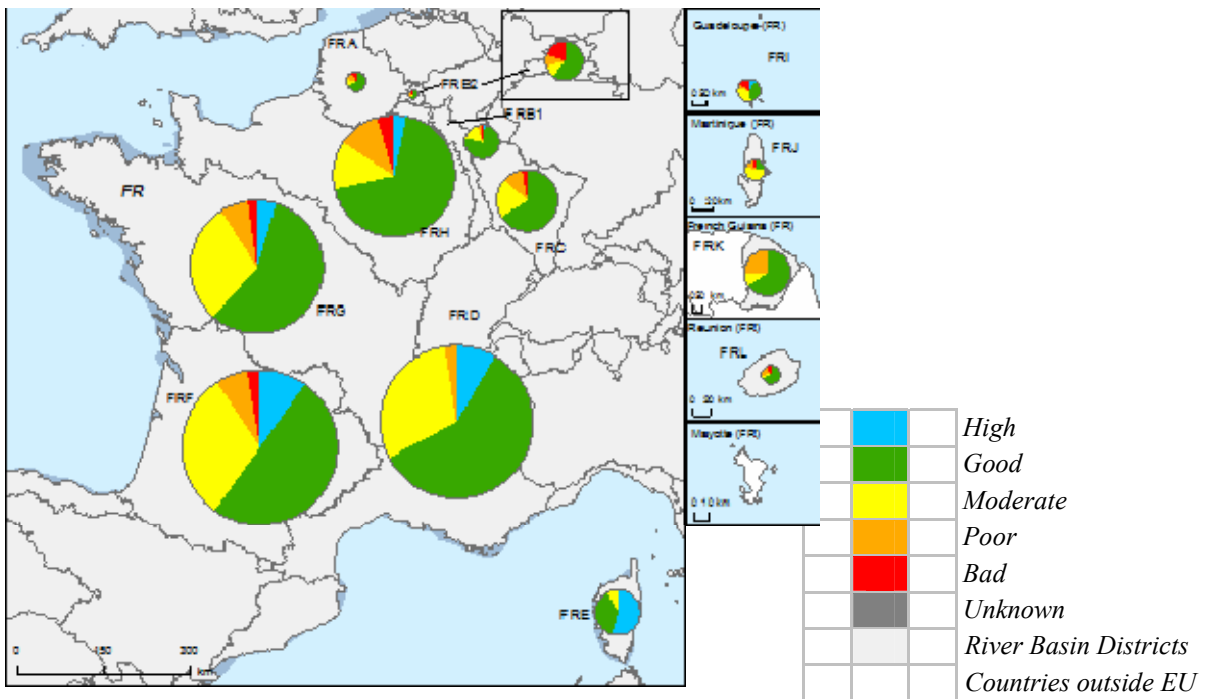 FRA
FRB2
FRB1
FR
FRH
FRC
FRG
FRD
FRF
FRE
0 150 300
km
Guadeloupe (FR)
FRI
Martinique (FR)
FRJ
French Guiana (FR)
FRK
Reunion (FR)
FRL
Mayotte (FR)
High
Good
Moderate
Poor
Bad
Unknown
River Basin Districts
Countries outside EU